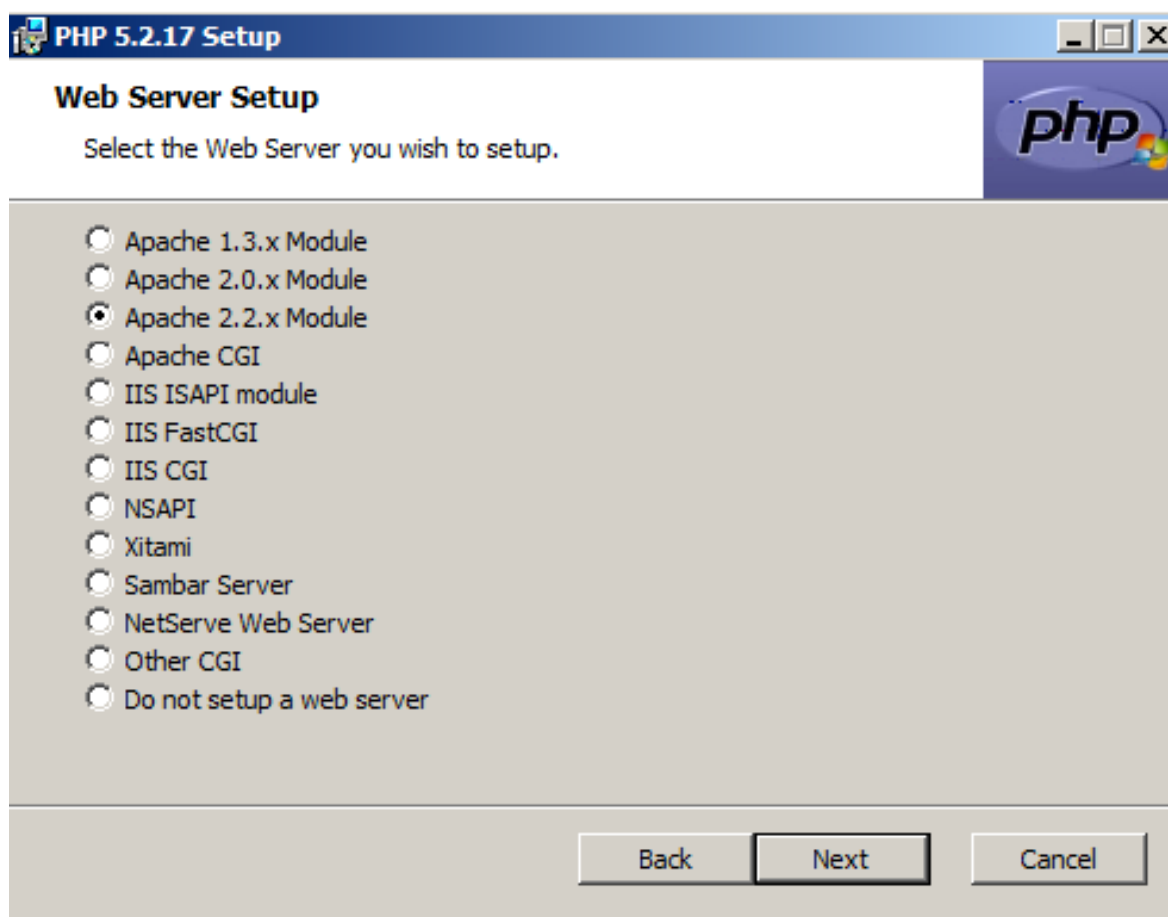 PHP 5.2.17 Setup
Web Server Setup
php
Select the Web Server you wish to setup.
Apache 1.3.x Module
Apache 2.0.x Module
Apache 2.2.x Module
Apache CGI
IIS ISAPI module
IIS FastCGI
IIS CGI
NSAPI
Xitami
Sambar Server
NetServe Web Server
Other CGI
Do not setup a web server
Back Next Cancel